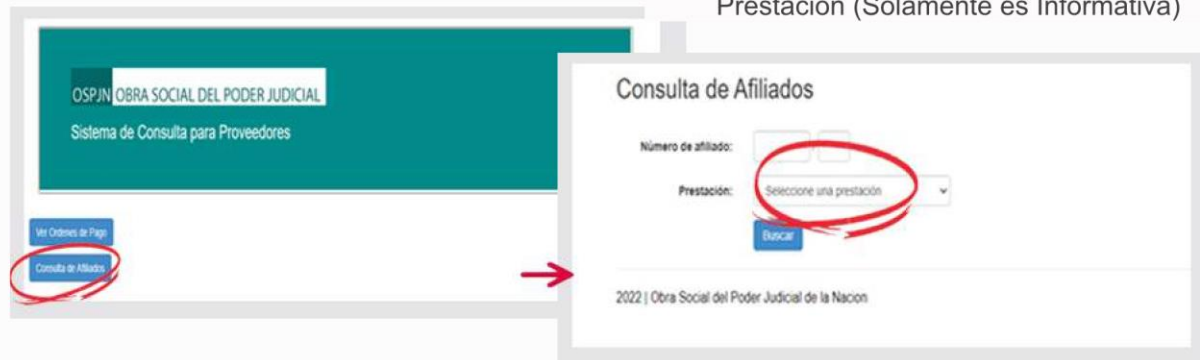 Prestación (Solamente es Informativa)
OSPJN OBRA SOCIAL DEL PODER JUDICIAL
Sistema de Consulta para Proveedores
Ver Ordenes de Pago
Consulta de Afiliados
Consulta de Afiliados
Número de afiliado:
Prestación: Seleccione una prestación
Buscar
2022 | Obra Social del Poder Judicial de la Nacion